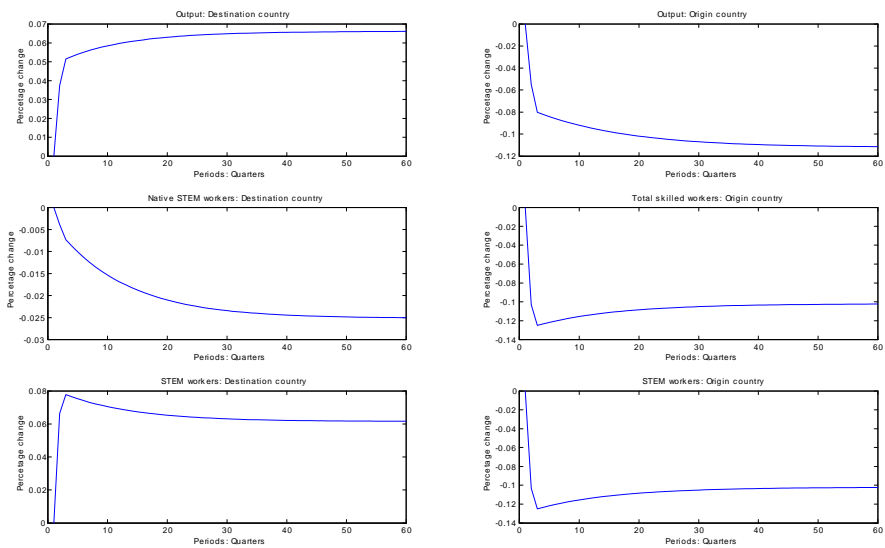 Output: Destination country
Percetage change
0.07
0.06
0.05
0.04
0.03
0.02
0.01
0
0 10 20 30 40 50 60
Periods: Quarters
Output: Origin country
Percetage change
0
-0.02
-0.04
-0.06
-0.08
-0.1
-0.12
0 10 20 30 40 50 60
Periods: Quarters
Native STEM workers: Destination country
Percetage change
0
-0.005
-0.01
-0.015
-0.02
-0.025
-0.03
0 10 20 30 40 50 60
Periods: Quarters
Total skilled workers: Origin country
Percetage change
0
-0.02
-0.04
-0.06
-0.08
-0.1
-0.12
-0.14
0 10 20 30 40 50 60
Periods: Quarters
STEM workers: Destination country
Percetage change
0.08
0.06
0.04
0.02
0
0 10 20 30 40 50 60
Periods: Quarters
STEM workers: Origin country
Percetage change
0
-0.02
-0.04
-0.06
-0.08
-0.1
-0.12
-0.14
0 10 20 30 40 50 60
Periods: Quarters